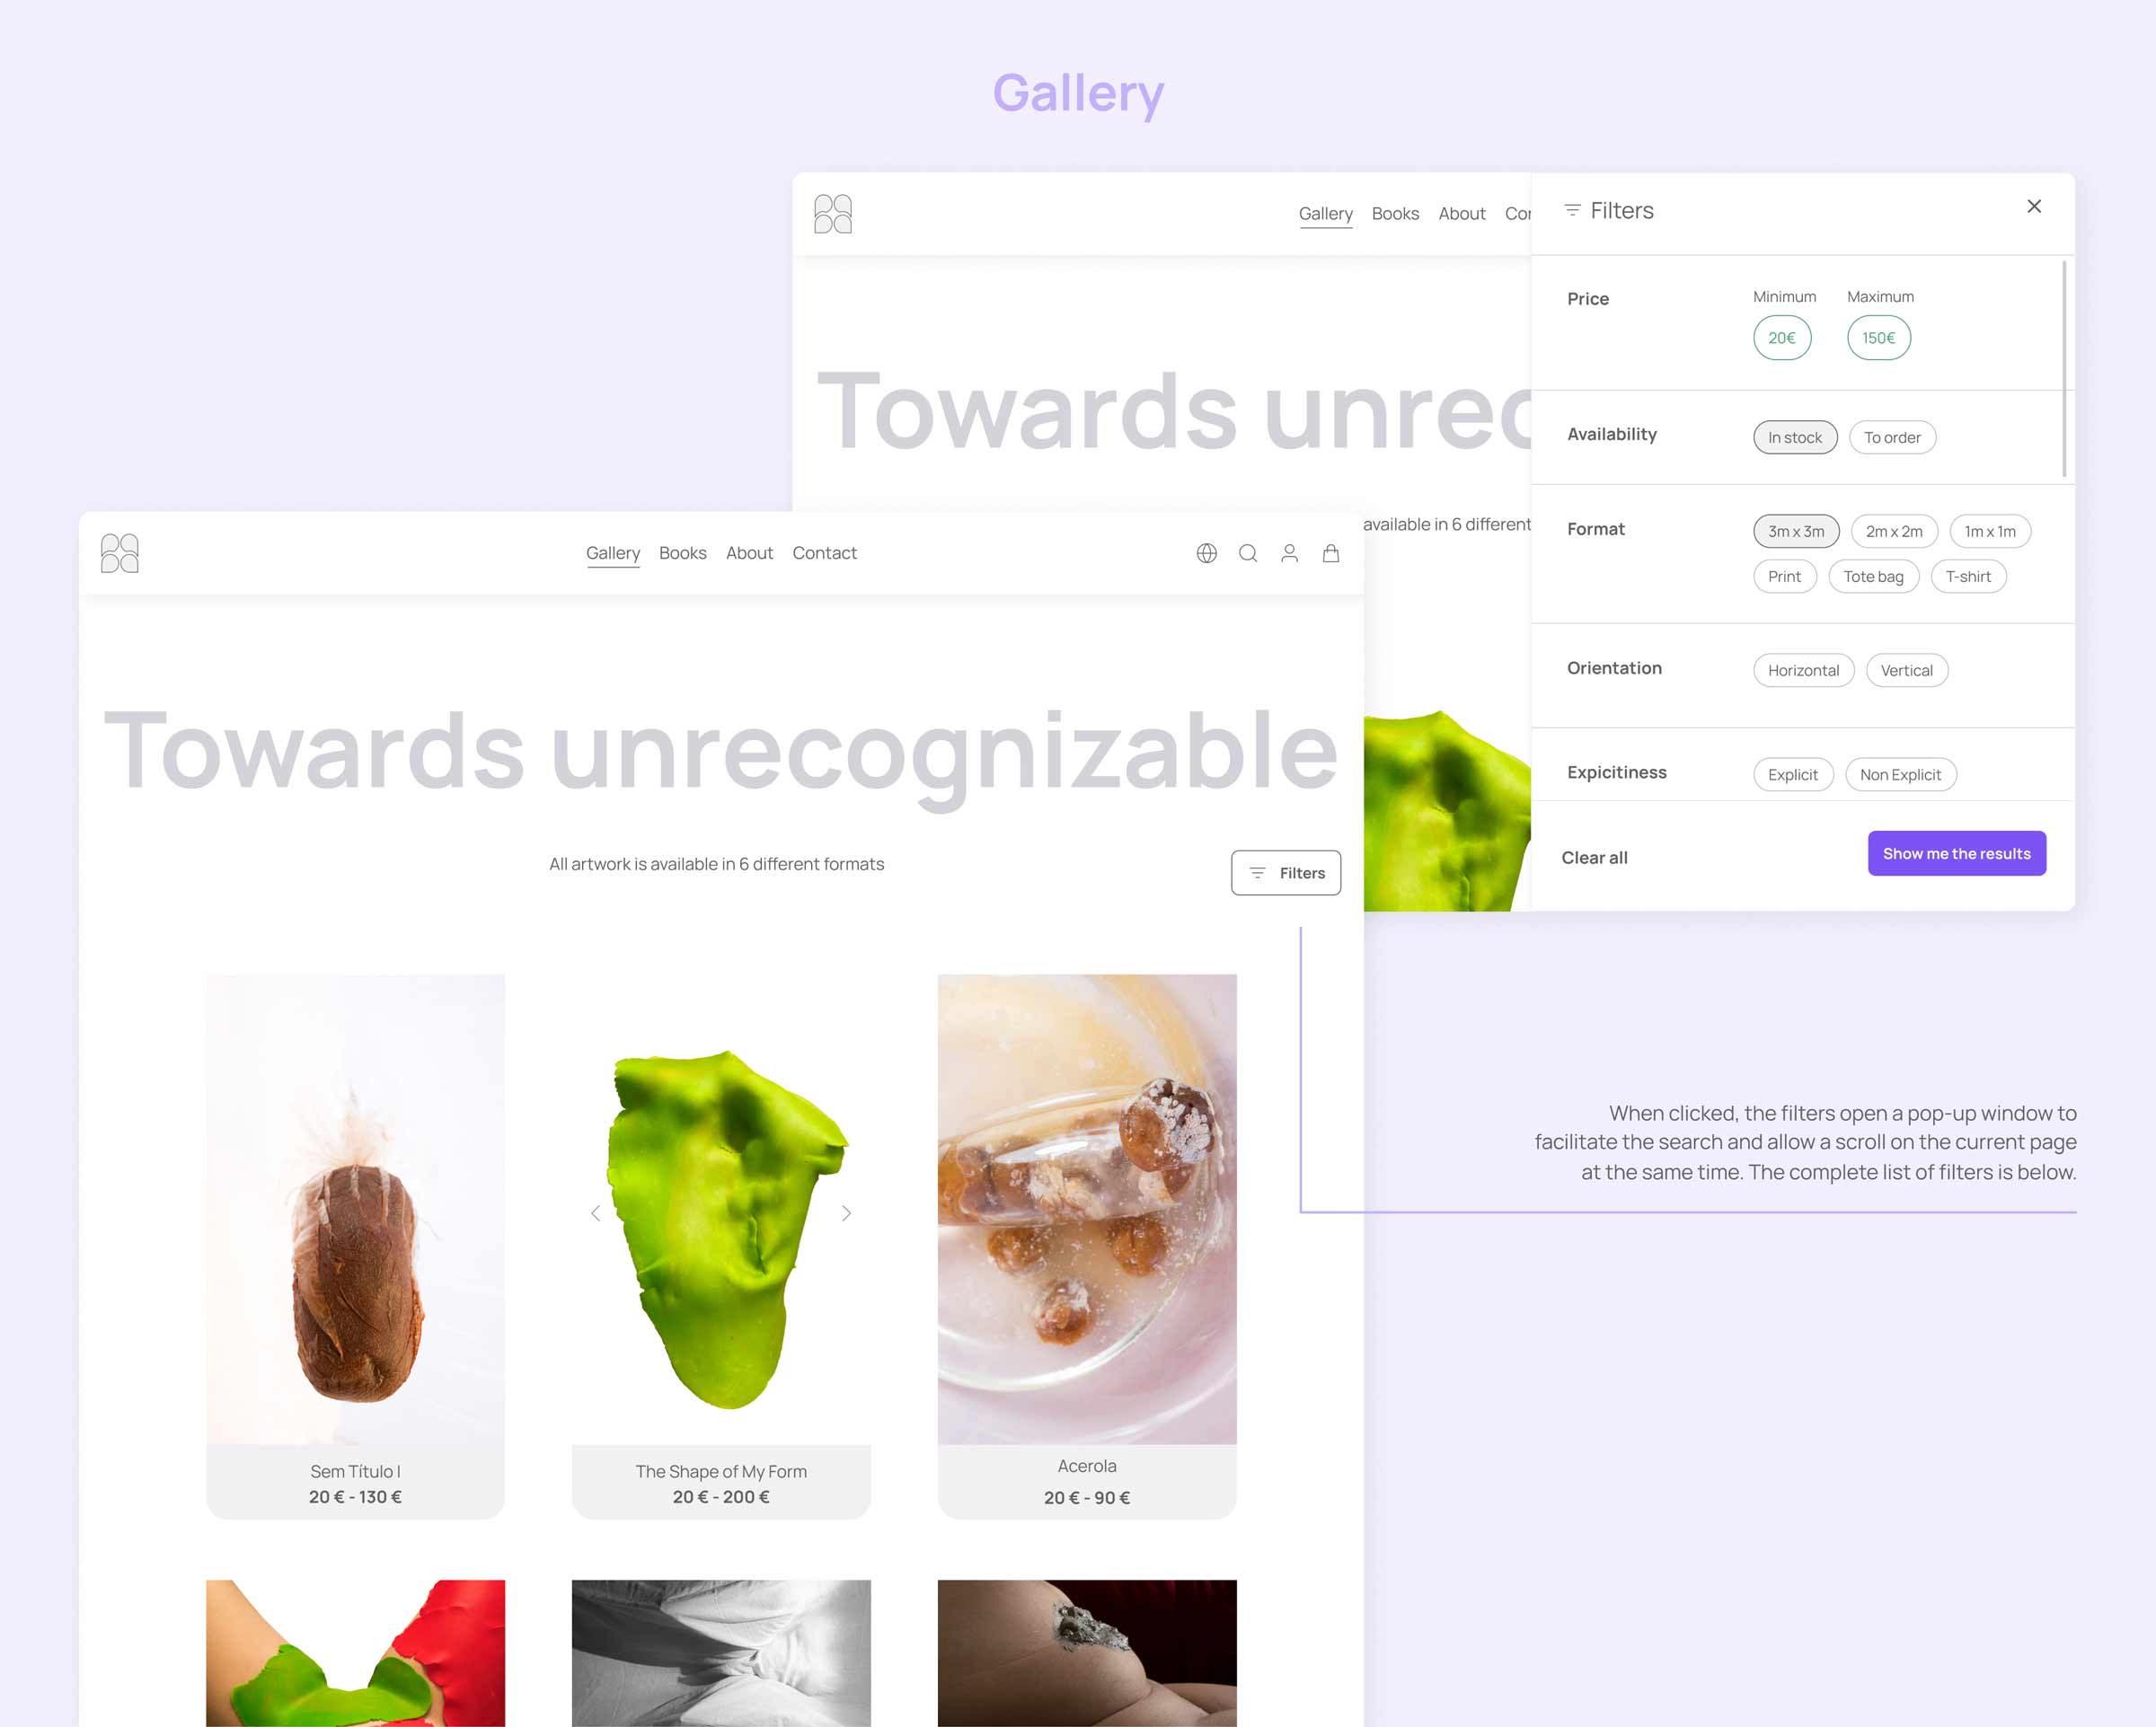 Gallery
Gallery Books About Con
Filters
Price
Minimum Maximum
20€ 150€
Availability
In stock To order
Towards unrec
available in 6 different
Format
3m x 3m 2m x 2m 1m x 1m
Print Tote bag T-shirt
Orientation
Horizontal Vertical
Expicitiness
Explicit Non Explicit
Clear all
Show me the results
Gallery Books About Contact
Towards unrecognizable
All artwork is available in 6 different formats
Filters
When clicked, the filters open a pop-up window to
facilitate the search and allow a scroll on the current page
at the same time. The complete list of filters is below.
Sem Título I
20 € - 130 €
The Shape of My Form
20 € - 200 €
Acerola
20 € - 90 €